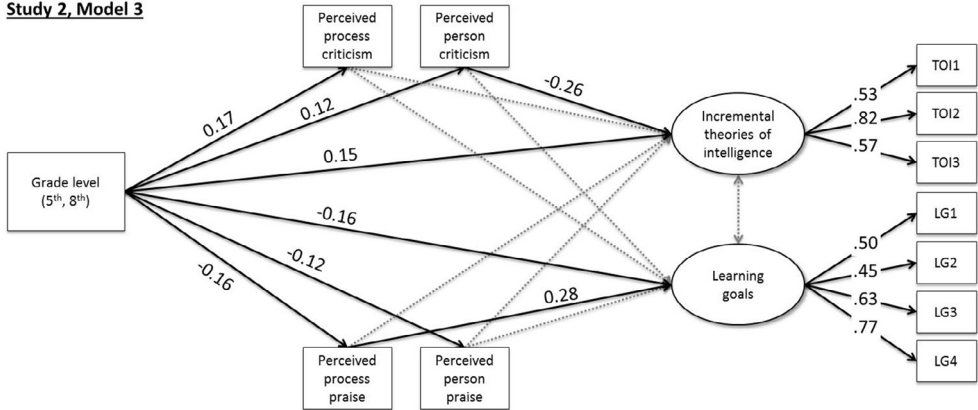 Study 2, Model 3
Perceived
process
criticism
Perceived
person
criticism
-0.26
0.17
0.12
0.15
Grade level
(5th, 8th)
-0.16
-0.12
-0.16
0.28
Perceived
process
praise
Perceived
person
praise
Incremental
theories of
intelligence
Learning
goals
.53
.82
.57
TOI1
TOI2
TOI3
.50
.45
.63
.77
LG1
LG2
LG3
LG4